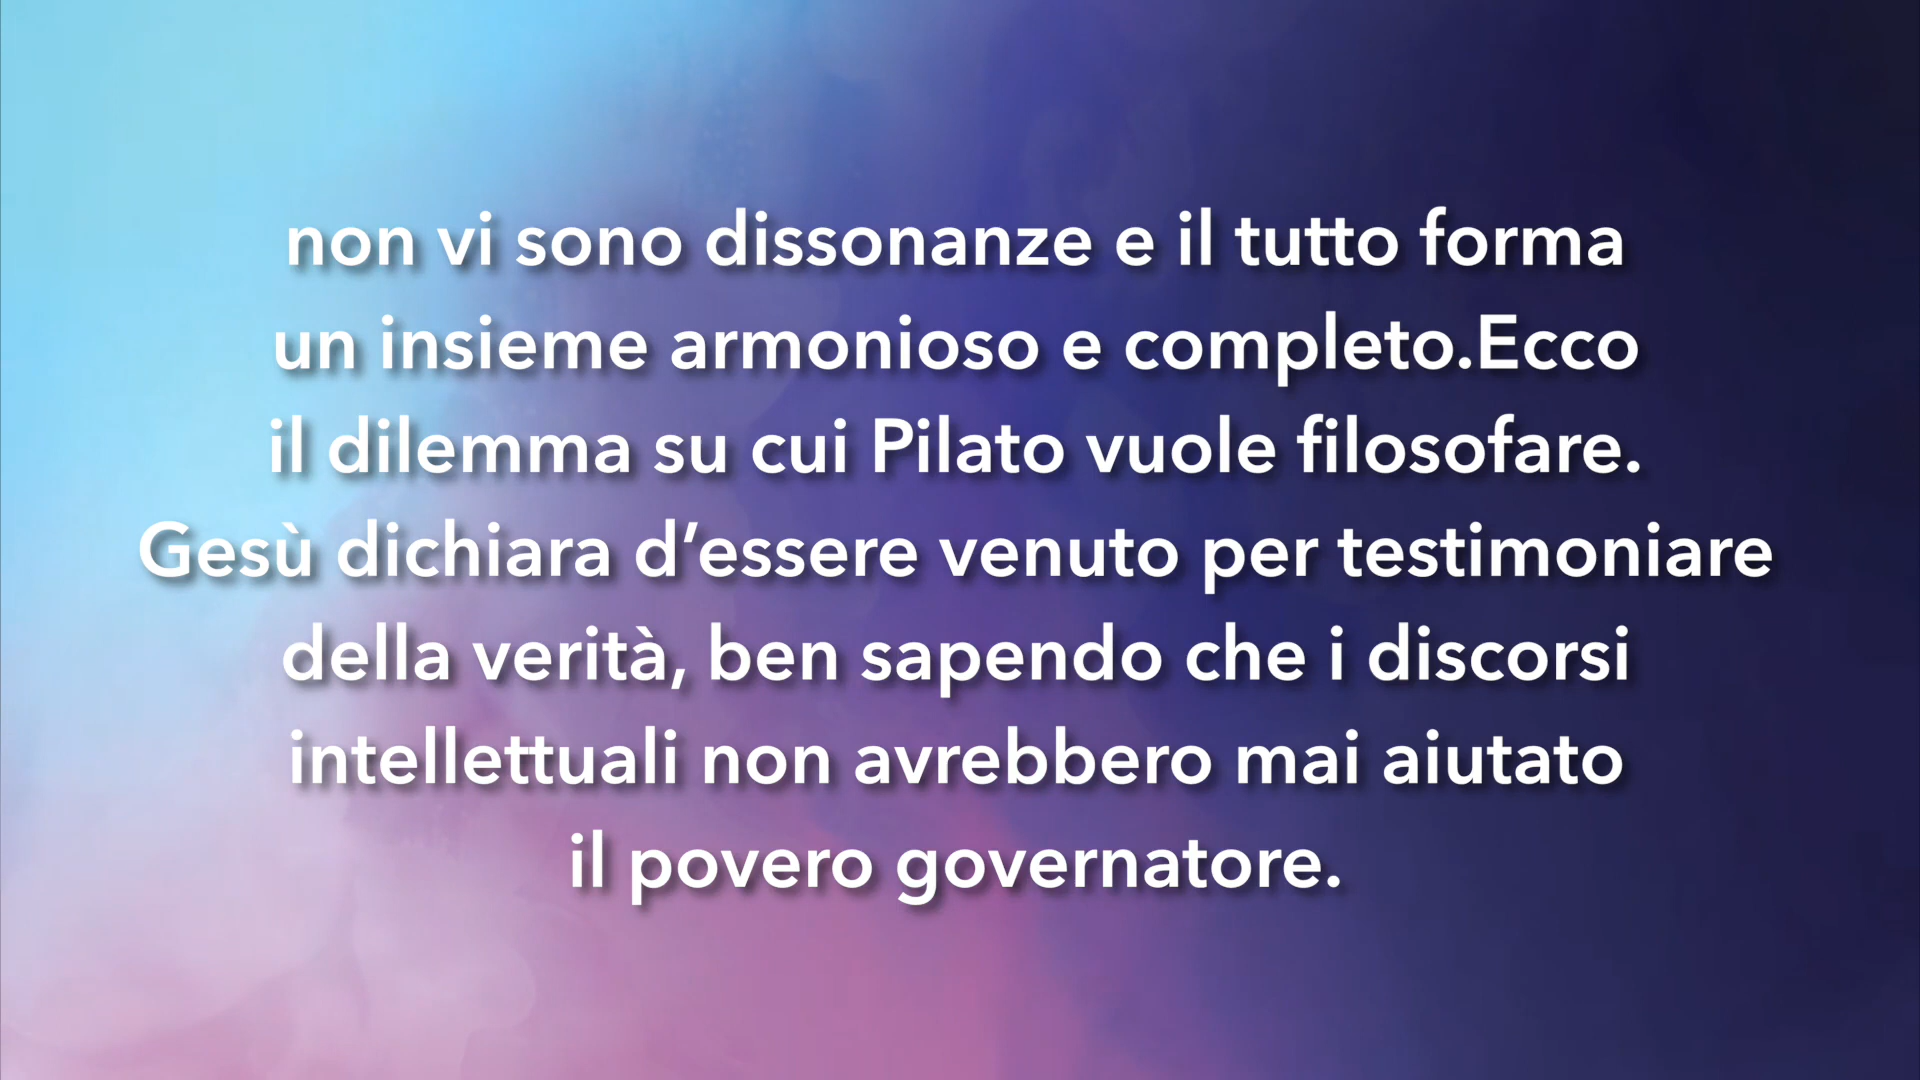 non vi sono dissonanze e il tutto forma
un insieme armonioso e completo.Ecco
il dilemma su cui Pilato vuole filosofare.
Gesù dichiara d’essere venuto per testimoniare
della verità, ben sapendo che i discorsi
intellettuali non avrebbero mai aiutato
il povero governatore.